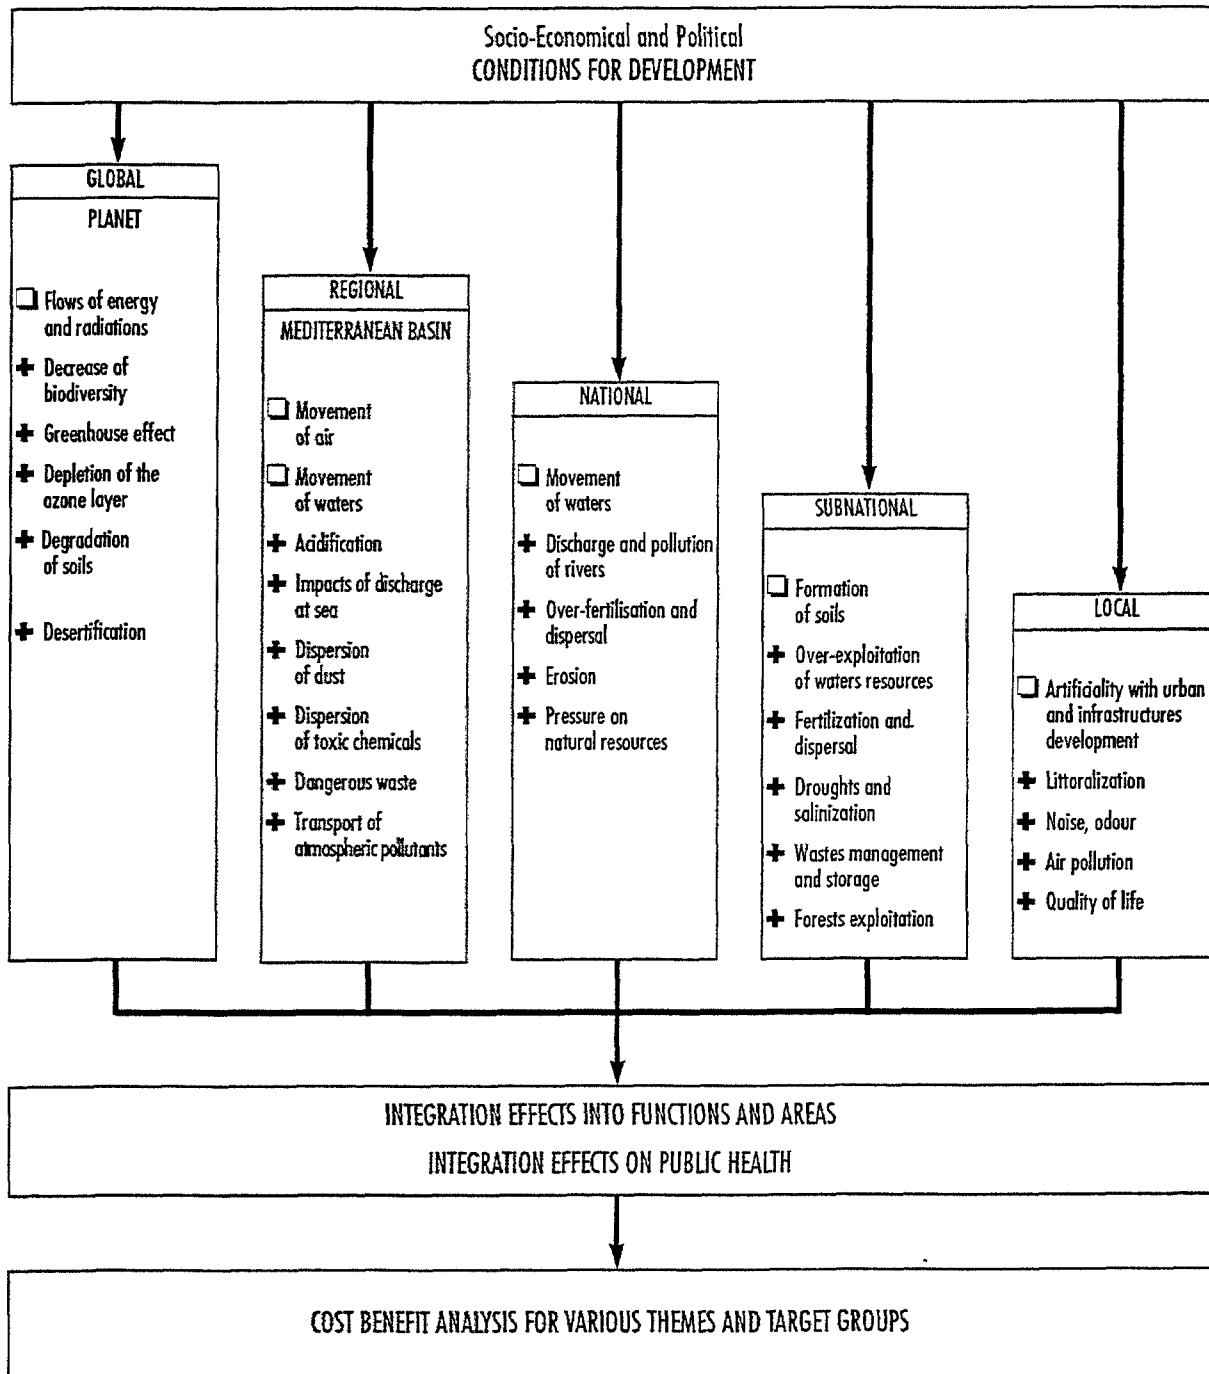 Socio-Economical and Political
CONDITIONS FOR DEVELOPMENT
GLOBAL
PLANET
Flows of energy
and radiations
Decrease of
biodiversity
Greenhouse effect
Depletion of the
ozone layer
Degradation
of soils
Desertification
REGIONAL
MEDITERRANEAN BASIN
Movement
of air
Movement
of waters
Acidification
Impacts of discharge
at sea
Dispersion
of dust
Dispersion
of toxic chemicals
Dangerous waste
Transport of
atmospheric pollutants
NATIONAL
Movement
of waters
Discharge and pollution
of rivers
Over-fertilisation and
dispersal
Erosion
Pressure on
natural resources
SUBNATIONAL
Formation
of soils
Over-exploitation
of waters resources
Fertilization and
dispersal
Droughts and
salinization
Wastes management
and storage
Forests exploitation
LOCAL
Artificiality with urban
and infrastructures
development
Littoralization
Noise, odour
Air pollution
Quality of life
INTEGRATION EFFECTS INTO FUNCTIONS AND AREAS
INTEGRATION EFFECTS ON PUBLIC HEALTH
COST BENEFIT ANALYSIS FOR VARIOUS THEMES AND TARGET GROUPS